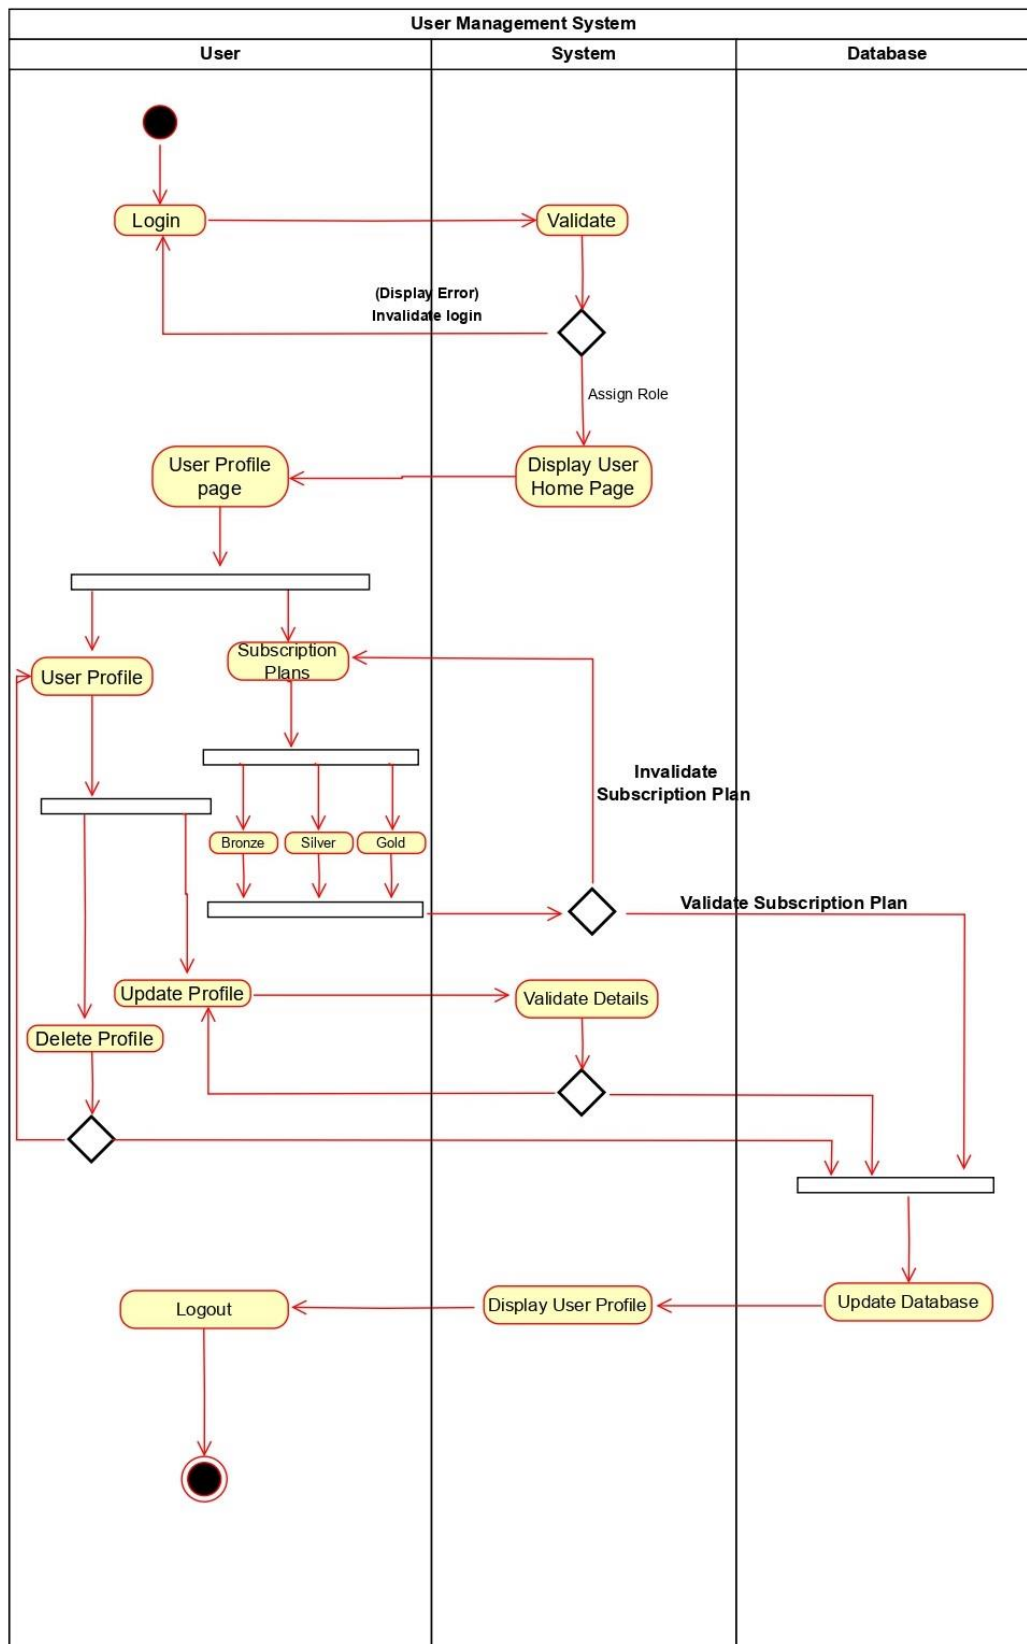 User Management System
User
System
Database
Login
Validate
(Display Error)
Invalidate login
Assign Role
User Profile
page
Display User
Home Page
User Profile
Subscription
Plans
Invalidate
Subscription Plan
Bronze
Silver
Gold
Validate Subscription Plan
Update Profile
Validate Details
Delete Profile
Logout
Display User Profile
Update Database